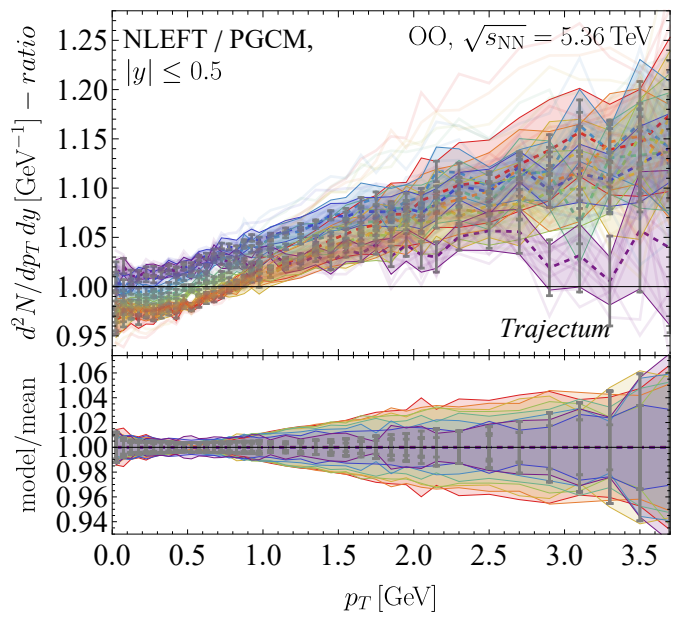 NLEFT / PGCM,
|y| ≤ 0.5
OO, √s_NN = 5.36 TeV
d²N/dp_T dy [GeV⁻¹] − ratio
1.25
1.20
1.15
1.10
1.05
1.00
0.95
Trajectum
model/mean
1.06
1.04
1.02
1.00
0.98
0.96
0.94
0.0 0.5 1.0 1.5 2.0 2.5 3.0 3.5
p_T [GeV]